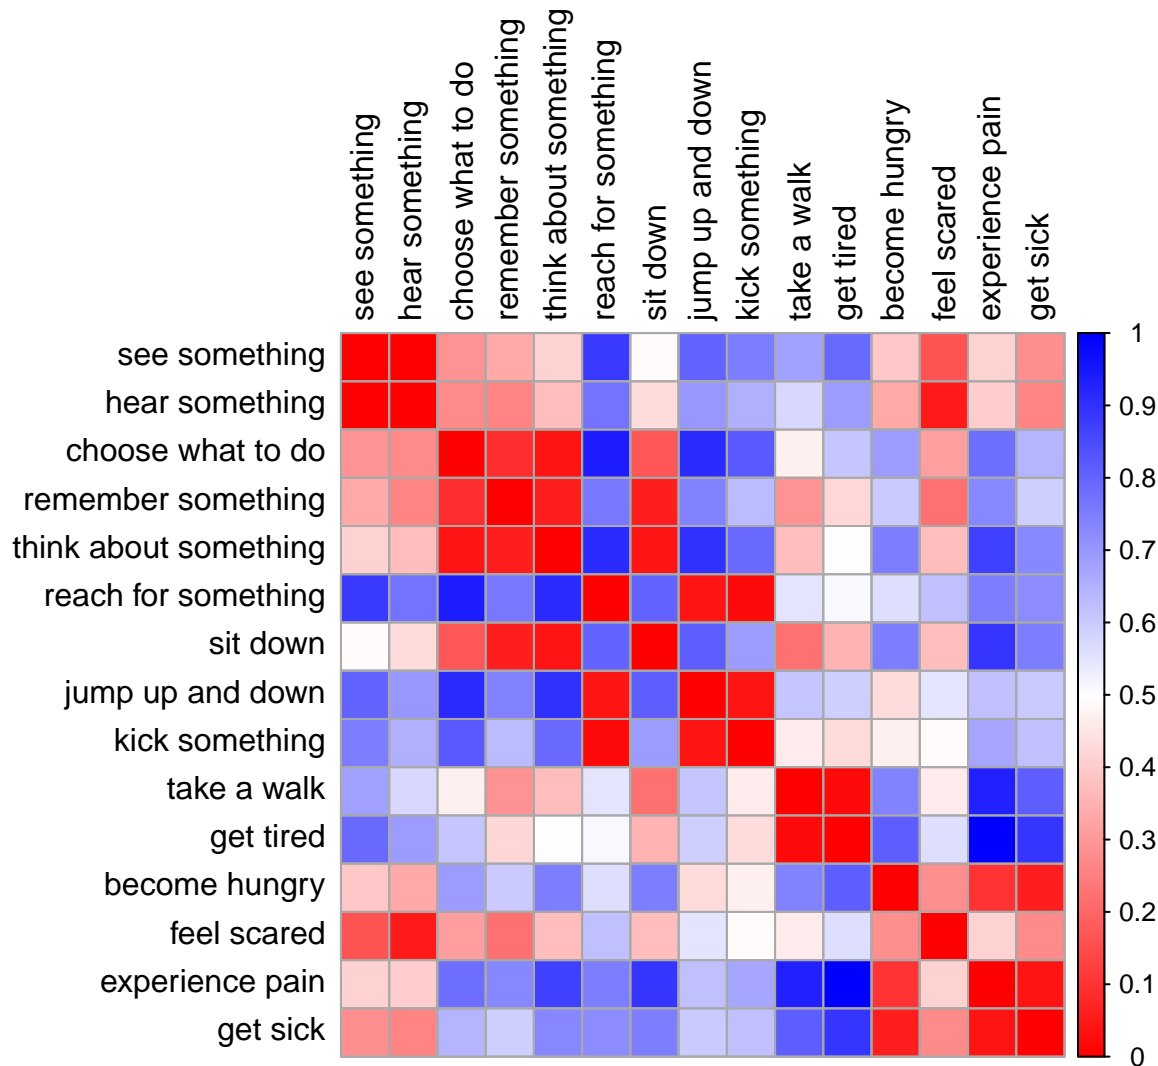 see something
hear something
choose what to do
remember something
think about something
reach for something
sit down
jump up and down
kick something
take a walk
get tired
become hungry
feel scared
experience pain
get sick
see something
hear something
choose what to do
remember something
think about something
reach for something
sit down
jump up and down
kick something
take a walk
get tired
become hungry
feel scared
experience pain
get sick
1
0.9
0.8
0.7
0.6
0.5
0.4
0.3
0.2
0.1
0